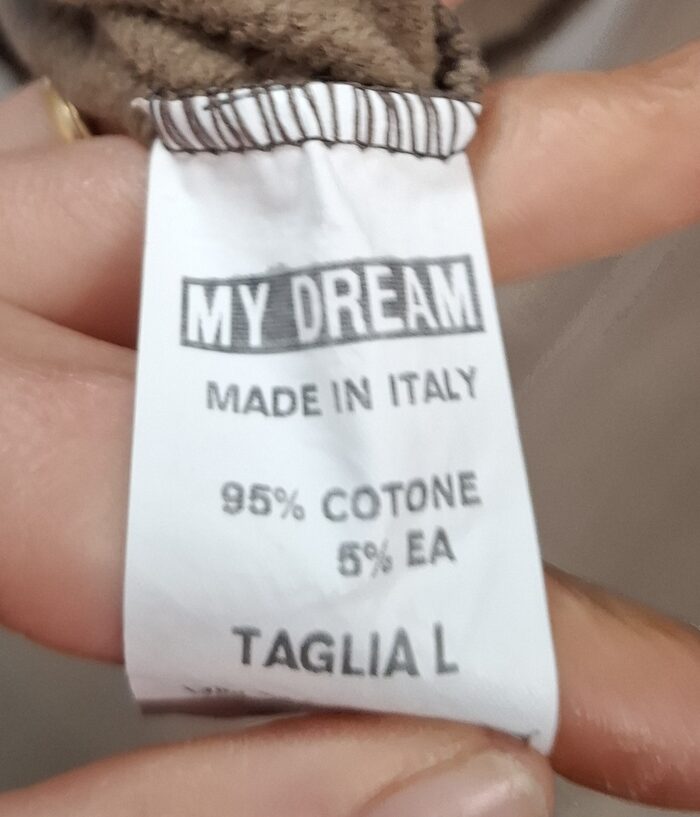 MY DREAM
MADE IN ITALY
95% COTONE
5% EA
TAGLIA L